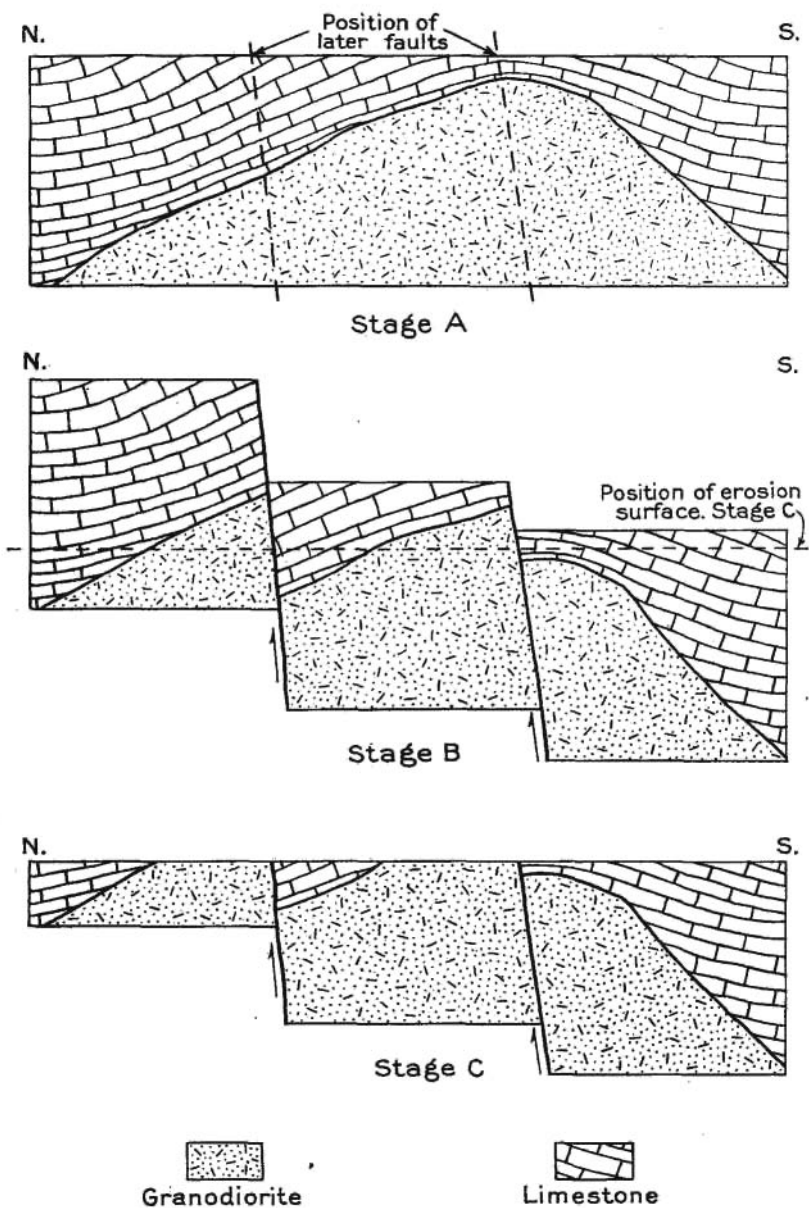 N.
Position of
later faults
S.
Stage A
N.
S.
Position of erosion
surface. Stage C
Stage B
N.
S.
Stage C
Granodiorite
Limestone